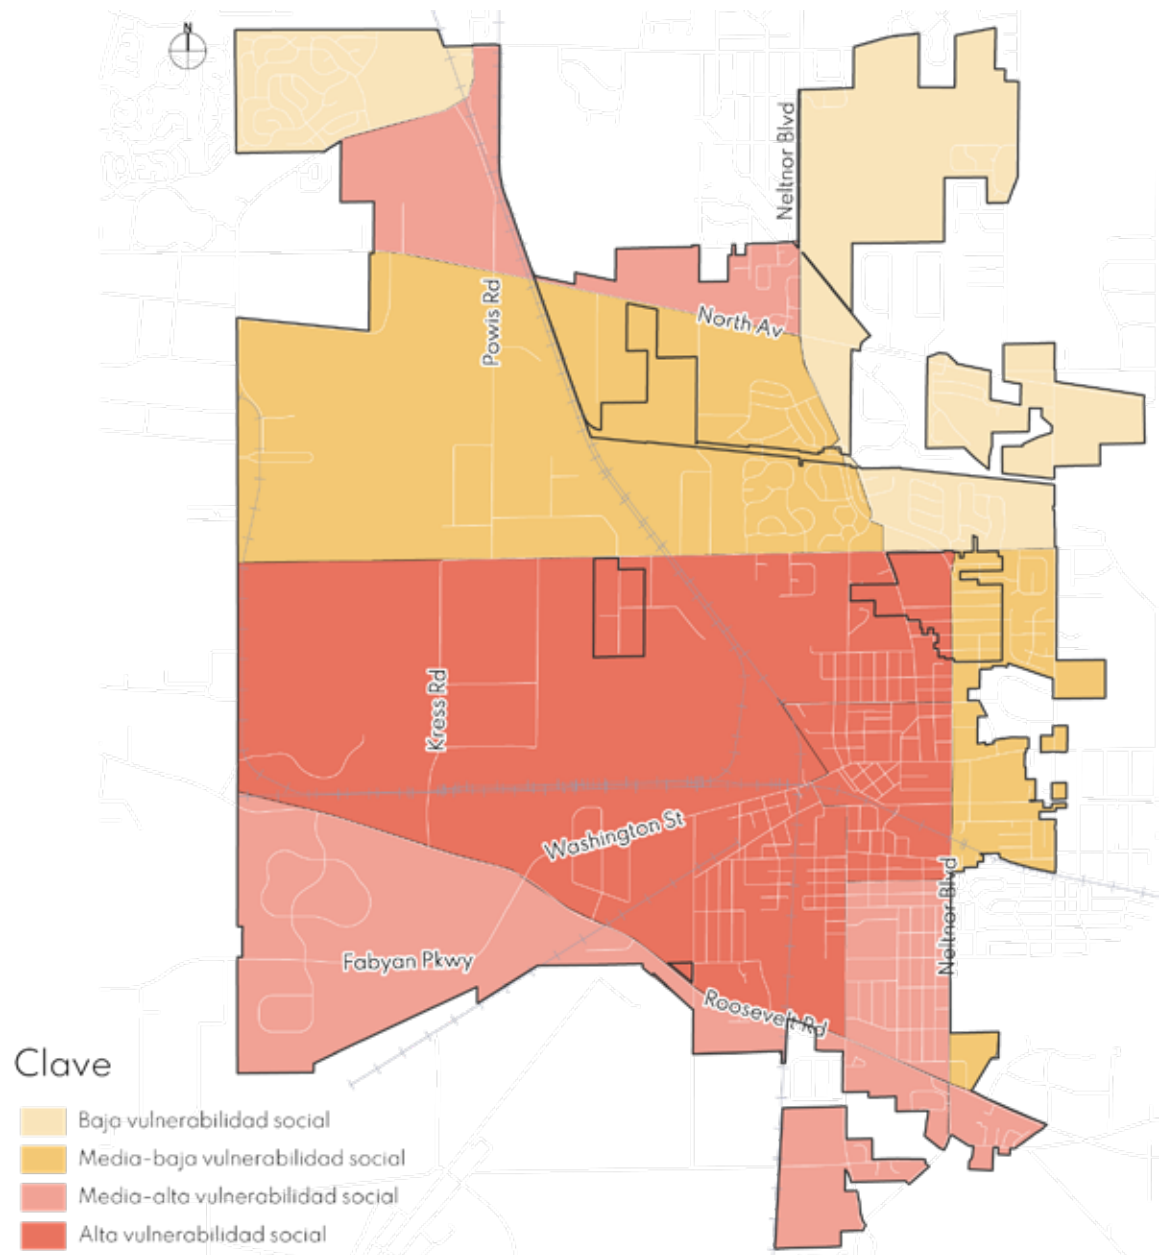 N
Neltnor Blvd
North Av
Powis Rd
Kress Rd
Washington St
Neltnor Blvd
Fabyan Pkwy
Roosevelt Rd
Clave
Baja vulnerabilidad social
Media-baja vulnerabilidad social
Media-alta vulnerabilidad social
Alta vulnerabilidad social